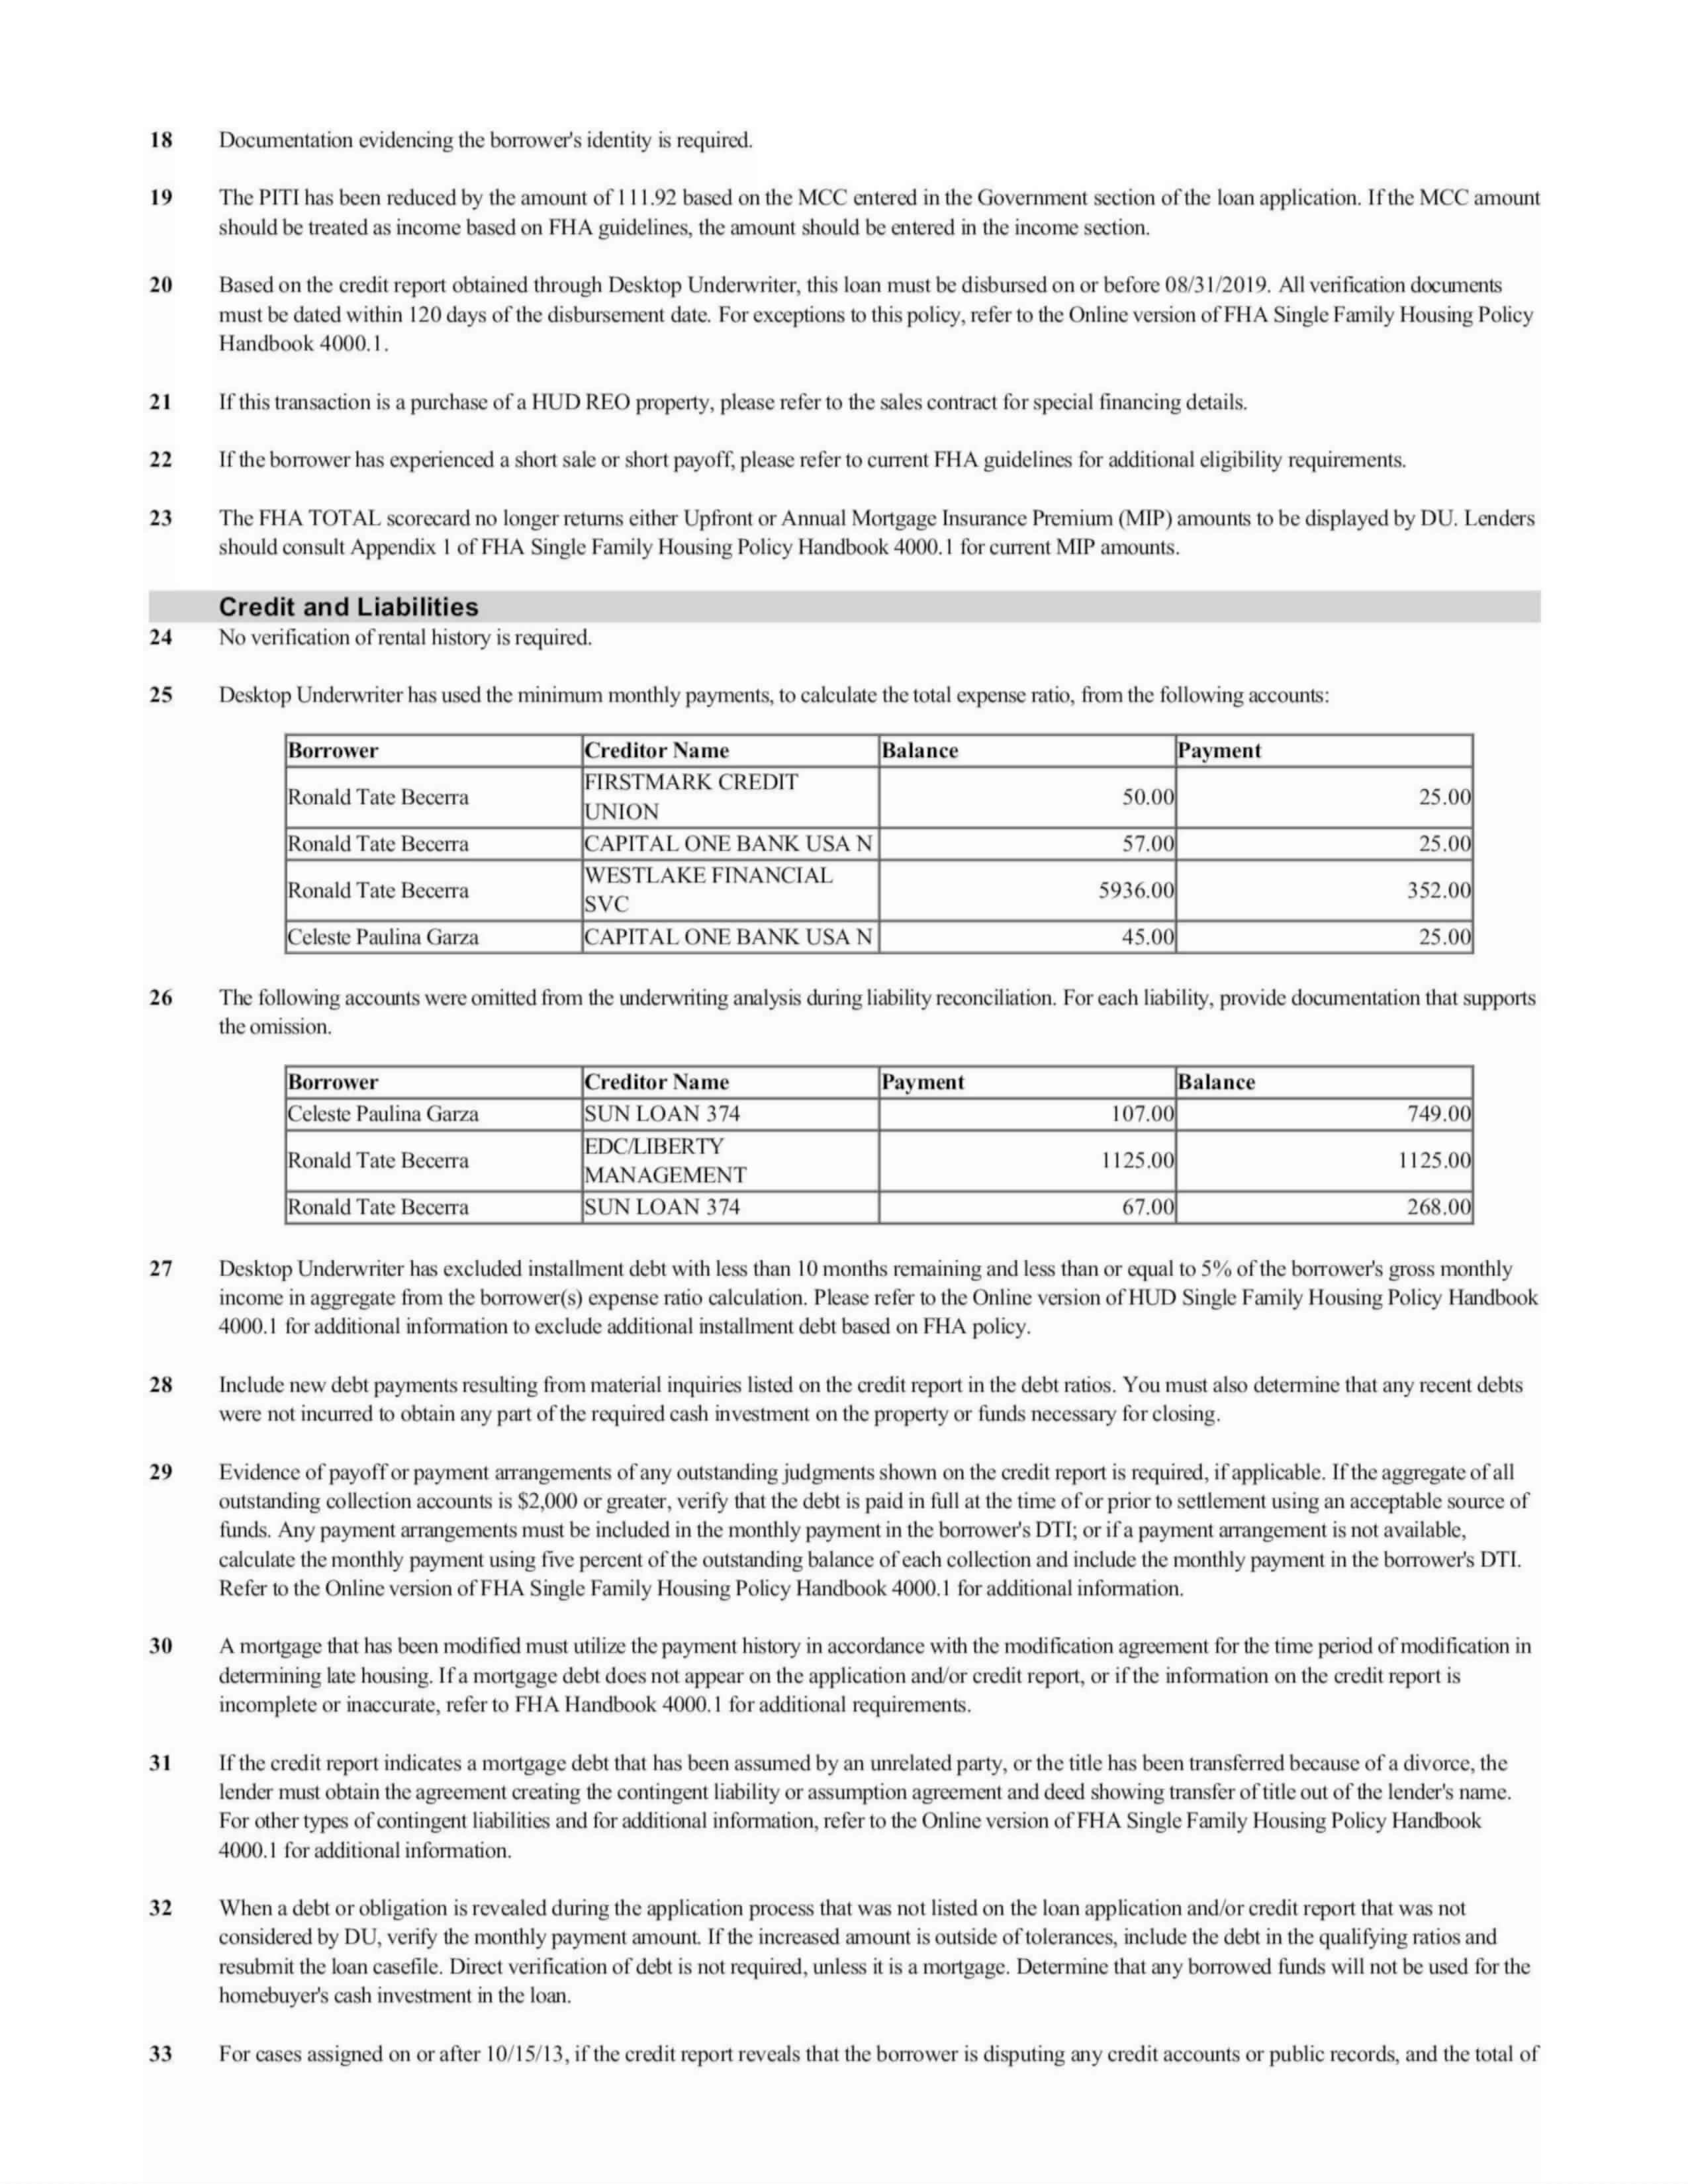 18 Documentation evidencing the borrower's identity is required.
19 The PITI has been reduced by the amount of 111.92 based on the MCC entered in the Government section of the loan application. If the MCC amount
should be treated as income based on FHA guidelines, the amount should be entered in the income section.
20 Based on the credit report obtained through Desktop Underwriter, this loan must be disbursed on or before 08/31/2019. All verification documents
must be dated within 120 days of the disbursement date. For exceptions to this policy, refer to the Online version of FHA Single Family Housing Policy
Handbook 4000.1.
21 If this transaction is a purchase of a HUD REO property, please refer to the sales contract for special financing details.
22 If the borrower has experienced a short sale or short payoff, please refer to current FHA guidelines for additional eligibility requirements.
23 The FHA TOTAL scorecard no longer returns either Upfront or Annual Mortgage Insurance Premium (MIP) amounts to be displayed by DU. Lenders
should consult Appendix 1 of FHA Single Family Housing Policy Handbook 4000.1 for current MIP amounts.
Credit and Liabilities
24 No verification of rental history is required.
25 Desktop Underwriter has used the minimum monthly payments, to calculate the total expense ratio, from the following accounts:
Borrower Creditor Name Balance Payment
Ronald Tate Becerra FIRSTMARK CREDIT
UNION 50.00 25.00
Ronald Tate Becerra CAPITAL ONE BANK USA N 57.00 25.00
Ronald Tate Becerra WESTLAKE FINANCIAL
SVC 5936.00 352.00
Celeste Paulina Garza CAPITAL ONE BANK USA N 45.00 25.00
26 The following accounts were omitted from the underwriting analysis during liability reconciliation. For each liability, provide documentation that supports
the omission.
Borrower Creditor Name Payment Balance
Celeste Paulina Garza SUN LOAN 374 107.00 749.00
Ronald Tate Becerra EDC/LIBERTY
MANAGEMENT 1125.00 1125.00
Ronald Tate Becerra SUN LOAN 374 67.00 268.00
27 Desktop Underwriter has excluded installment debt with less than 10 months remaining and less than or equal to 5% of the borrower's gross monthly
income in aggregate from the borrower(s) expense ratio calculation. Please refer to the Online version of HUD Single Family Housing Policy Handbook
4000.1 for additional information to exclude additional installment debt based on FHA policy.
28 Include new debt payments resulting from material inquiries listed on the credit report in the debt ratios. You must also determine that any recent debts
were not incurred to obtain any part of the required cash investment on the property or funds necessary for closing.
29 Evidence of payoff or payment arrangements of any outstanding judgments shown on the credit report is required, if applicable. If the aggregate of all
outstanding collection accounts is $2,000 or greater, verify that the debt is paid in full at the time of or prior to settlement using an acceptable source of
funds. Any payment arrangements must be included in the monthly payment in the borrower's DTI; or if a payment arrangement is not available,
calculate the monthly payment using five percent of the outstanding balance of each collection and include the monthly payment in the borrower's DTI.
Refer to the Online version of FHA Single Family Housing Policy Handbook 4000.1 for additional information.
30 A mortgage that has been modified must utilize the payment history in accordance with the modification agreement for the time period of modification in
determining late housing. If a mortgage debt does not appear on the application and/or credit report, or if the information on the credit report is
incomplete or inaccurate, refer to FHA Handbook 4000.1 for additional requirements.
31 If the credit report indicates a mortgage debt that has been assumed by an unrelated party, or the title has been transferred because of a divorce, the
lender must obtain the agreement creating the contingent liability or assumption agreement and deed showing transfer of title out of the lender's name.
For other types of contingent liabilities and for additional information, refer to the Online version of FHA Single Family Housing Policy Handbook
4000.1 for additional information.
32 When a debt or obligation is revealed during the application process that was not listed on the loan application and/or credit report that was not
considered by DU, verify the monthly payment amount. If the increased amount is outside of tolerances, include the debt in the qualifying ratios and
resubmit the loan casefile. Direct verification of debt is not required, unless it is a mortgage. Determine that any borrowed funds will not be used for the
homebuyer's cash investment in the loan.
33 For cases assigned on or after 10/15/13, if the credit report reveals that the borrower is disputing any credit accounts or public records, and the total of